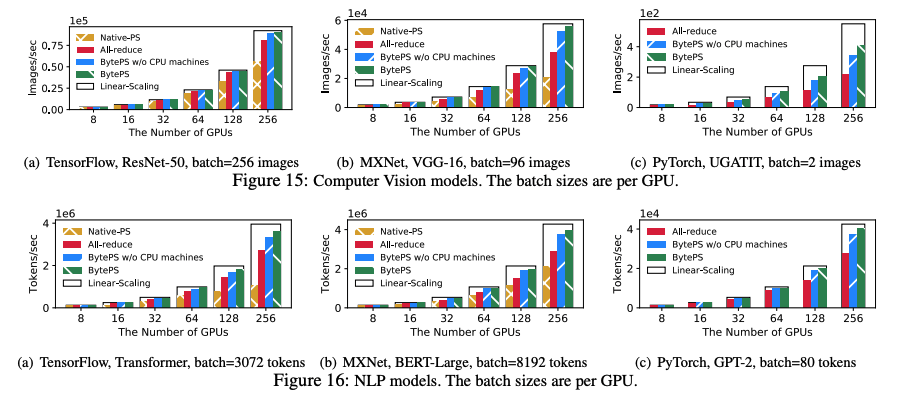 1e5
Images/sec
0.75
0.50
0.25
0.00
Native-PS
All-reduce
BytePS w/o CPU machines
BytePS
Linear-Scaling
8 16 32 64 128 256
The Number of GPUs
(a) TensorFlow, ResNet-50, batch=256 images
1e4
Images/sec
6
4
2
0
Native-PS
All-reduce
BytePS w/o CPU machines
BytePS
Linear-Scaling
8 16 32 64 128 256
The Number of GPUs
(b) MXNet, VGG-16, batch=96 images
1e2
Images/sec
4
2
0
All-reduce
BytePS w/o CPU machines
BytePS
Linear-Scaling
8 16 32 64 128 256
The Number of GPUs
(c) PyTorch, UGATIT, batch=2 images
Figure 15: Computer Vision models. The batch sizes are per GPU.
1e6
Tokens/sec
4
2
0
Native-PS
All-reduce
BytePS w/o CPU machines
BytePS
Linear-Scaling
8 16 32 64 128 256
The Number of GPUs
(a) TensorFlow, Transformer, batch=3072 tokens
1e6
Tokens/sec
4
2
0
Native-PS
All-reduce
BytePS w/o CPU machines
BytePS
Linear-Scaling
8 16 32 64 128 256
The Number of GPUs
(b) MXNet, BERT-Large, batch=8192 tokens
1e4
Tokens/sec
4
2
0
All-reduce
BytePS w/o CPU machines
BytePS
Linear-Scaling
8 16 32 64 128 256
The Number of GPUs
(c) PyTorch, GPT-2, batch=80 tokens
Figure 16: NLP models. The batch sizes are per GPU.